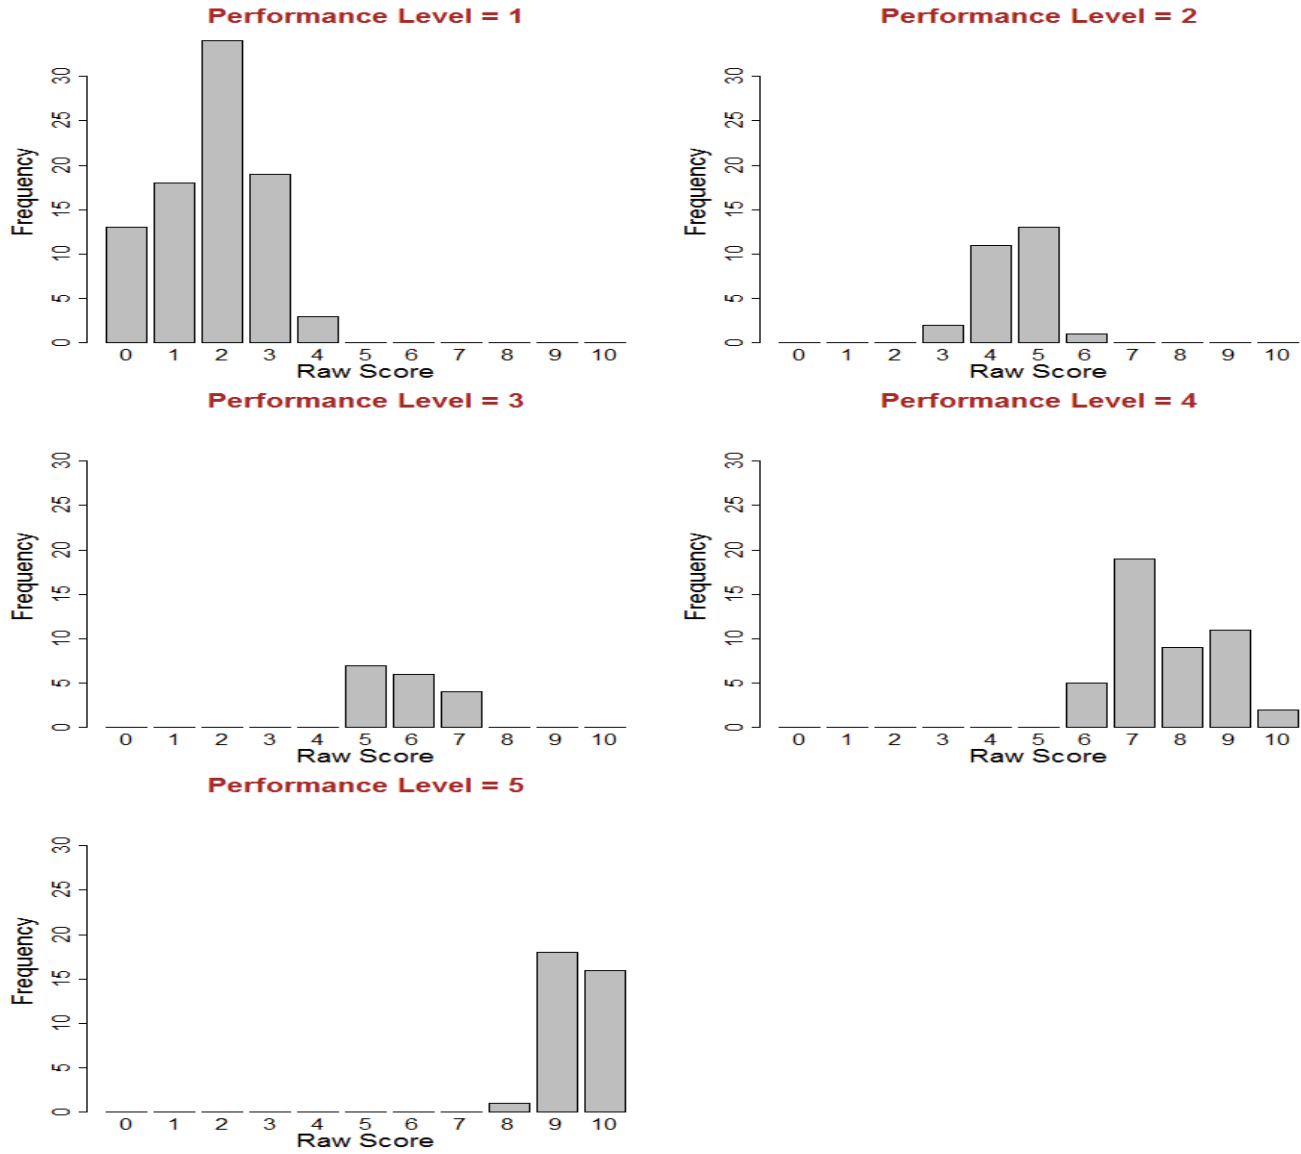 Performance Level = 1
Frequency
30
25
20
15
10
5
0
0 1 2 3 4 5 6 7 8 9 10
Raw Score
Performance Level = 2
Frequency
30
25
20
15
10
5
0
0 1 2 3 4 5 6 7 8 9 10
Raw Score
Performance Level = 3
Frequency
30
25
20
15
10
5
0
0 1 2 3 4 5 6 7 8 9 10
Raw Score
Performance Level = 4
Frequency
30
25
20
15
10
5
0
0 1 2 3 4 5 6 7 8 9 10
Raw Score
Performance Level = 5
Frequency
30
25
20
15
10
5
0
0 1 2 3 4 5 6 7 8 9 10
Raw Score